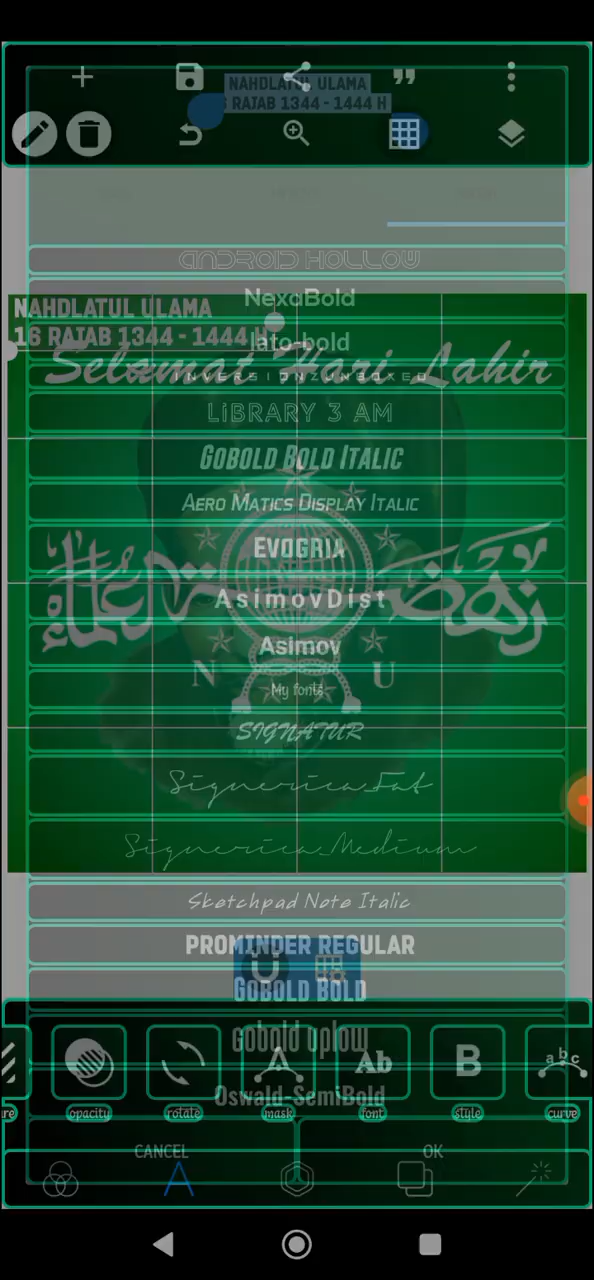 NAHDLATUL ULAMA
16 RAJAB 1344 - 1444 H
ANDROID HOLLOW
NexaBold
NAHDLATUL ULAMA
16 RAJAB 1344 - 1444 H
lato-bold
Selamat Hari Lahir
INVERSIONZUNBOXED
LiBRARY 3 AM
GOBOLD BOLD ITALIC
AERO MATICS DISPLAY ITALIC
EVOGRIA
AsimovDist
Asimov
N U
My fonts
SIGNATUR
Signerica_Fat
Signerica_Medium
Sketchpad Note Italic
PROMINDER REGULAR
GOBOLD BOLD
Gobold Uplow
Oswald-SemiBold
Ab
B
abc
opacity
rotate
mask
font
style
curve
CANCEL
OK